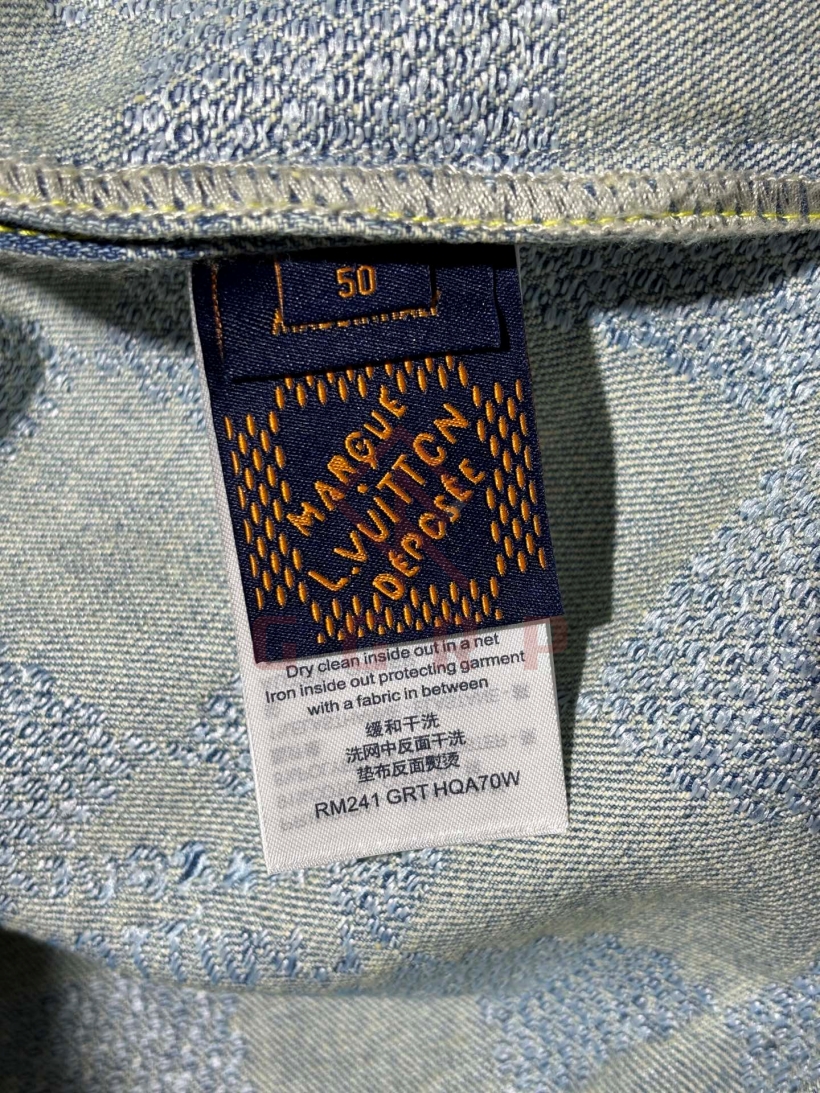 50
MARQUE
L.VUITTON
DÉPOSÉE
Dry clean inside out in a net
Iron inside out protecting garment
with a fabric in between
缓和干洗
洗网中反面干洗
垫布反面熨烫
RM241 GRT HQA70W